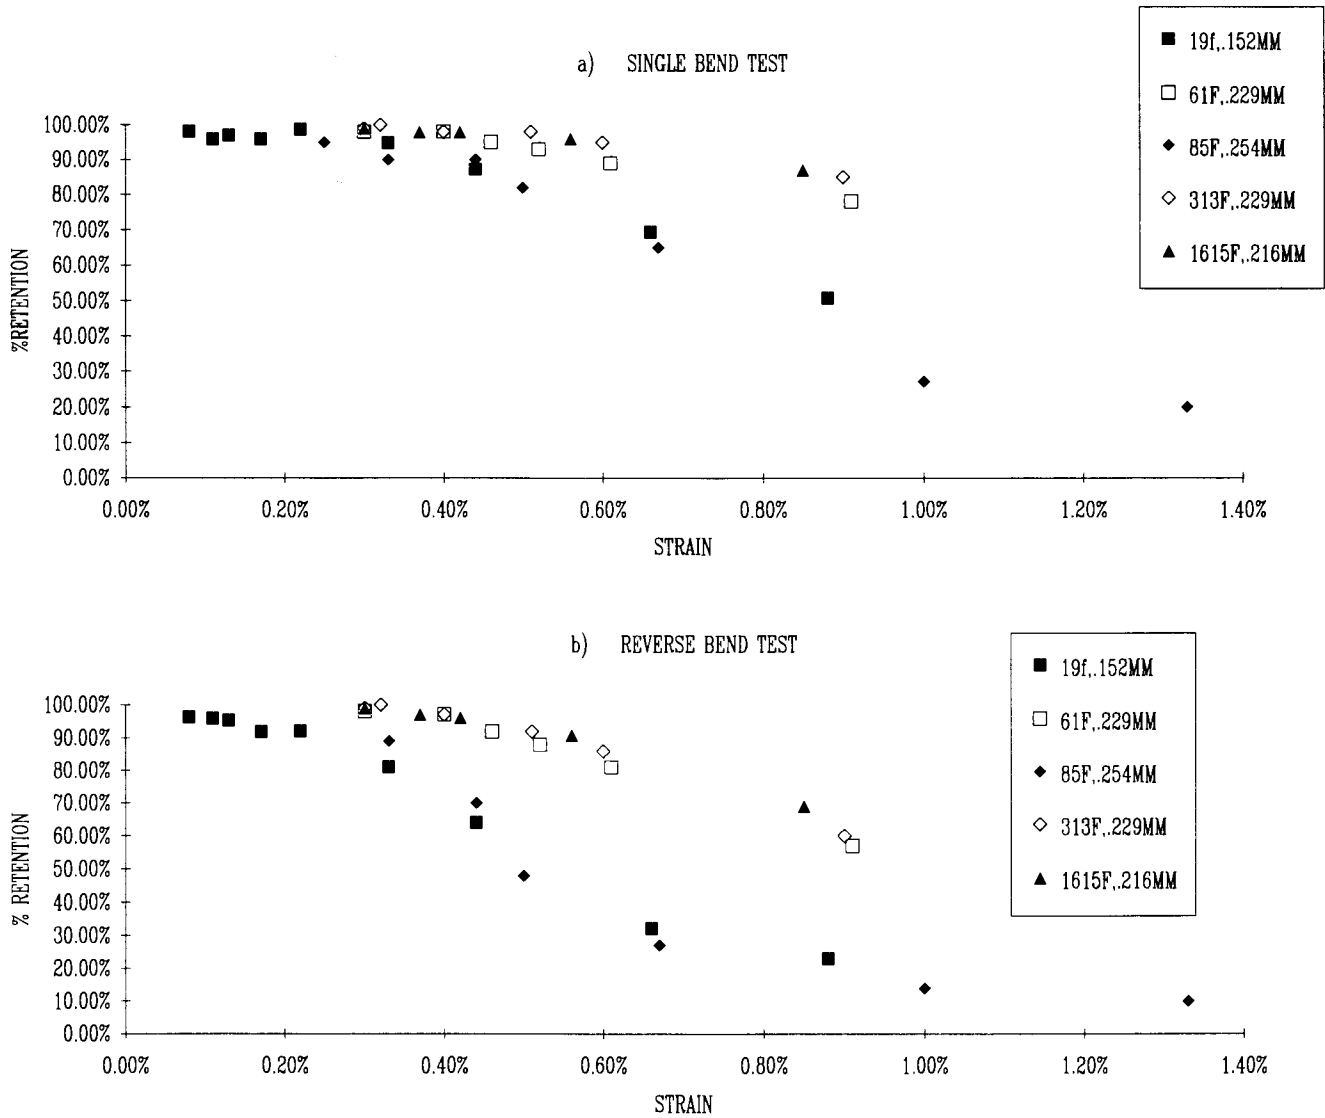 a) SINGLE BEND TEST
19f,.152MM
61F,.229MM
85F,.254MM
313F,.229MM
1615F,.216MM
100.00%
90.00%
80.00%
70.00%
60.00%
50.00%
40.00%
30.00%
20.00%
10.00%
0.00%
%RETENTION
0.00% 0.20% 0.40% 0.60% 0.80% 1.00% 1.20% 1.40%
STRAIN
b) REVERSE BEND TEST
19f,.152MM
61F,.229MM
85F,.254MM
313F,.229MM
1615F,.216MM
100.00%
90.00%
80.00%
70.00%
60.00%
50.00%
40.00%
30.00%
20.00%
10.00%
0.00%
% RETENTION
0.00% 0.20% 0.40% 0.60% 0.80% 1.00% 1.20% 1.40%
STRAIN